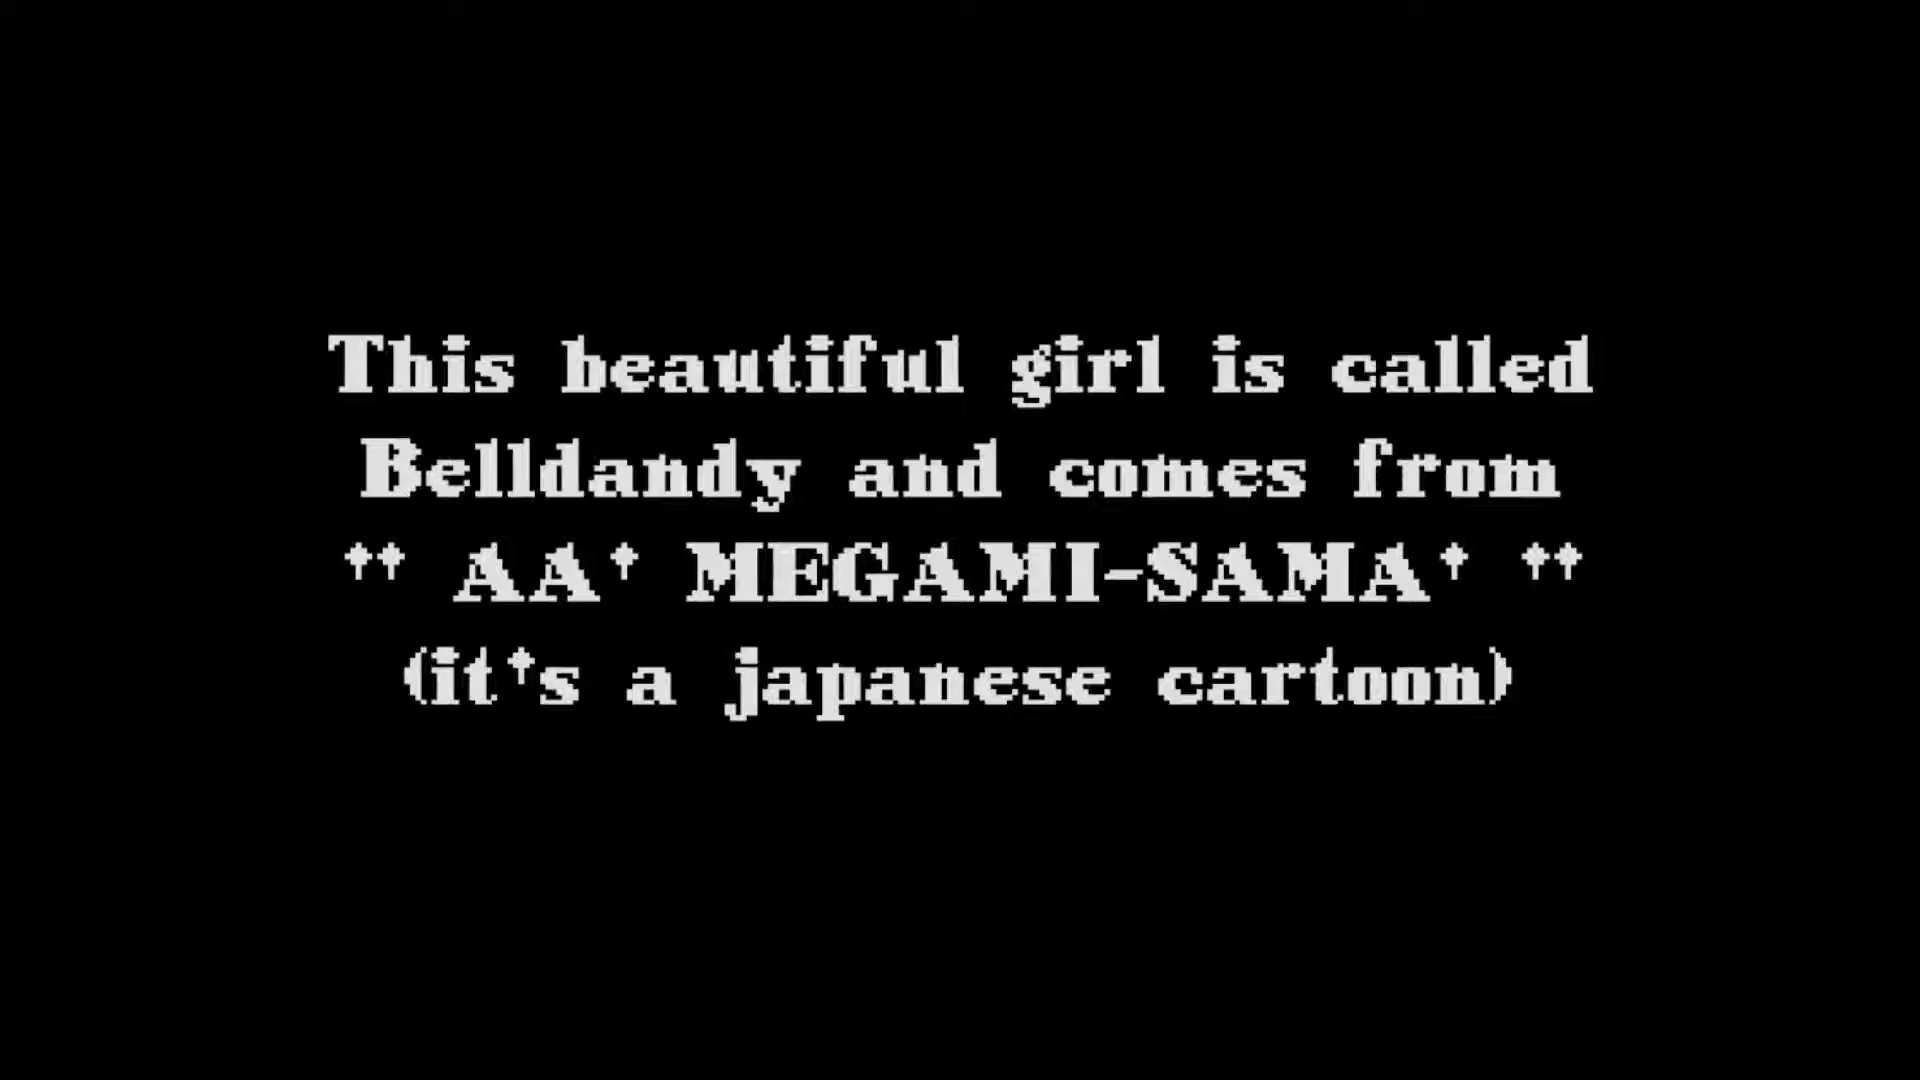 This beautiful girl is called
Belldandy and comes from
'' AA' MEGAMI-SAMA' ''
(it's a japanese cartoon)